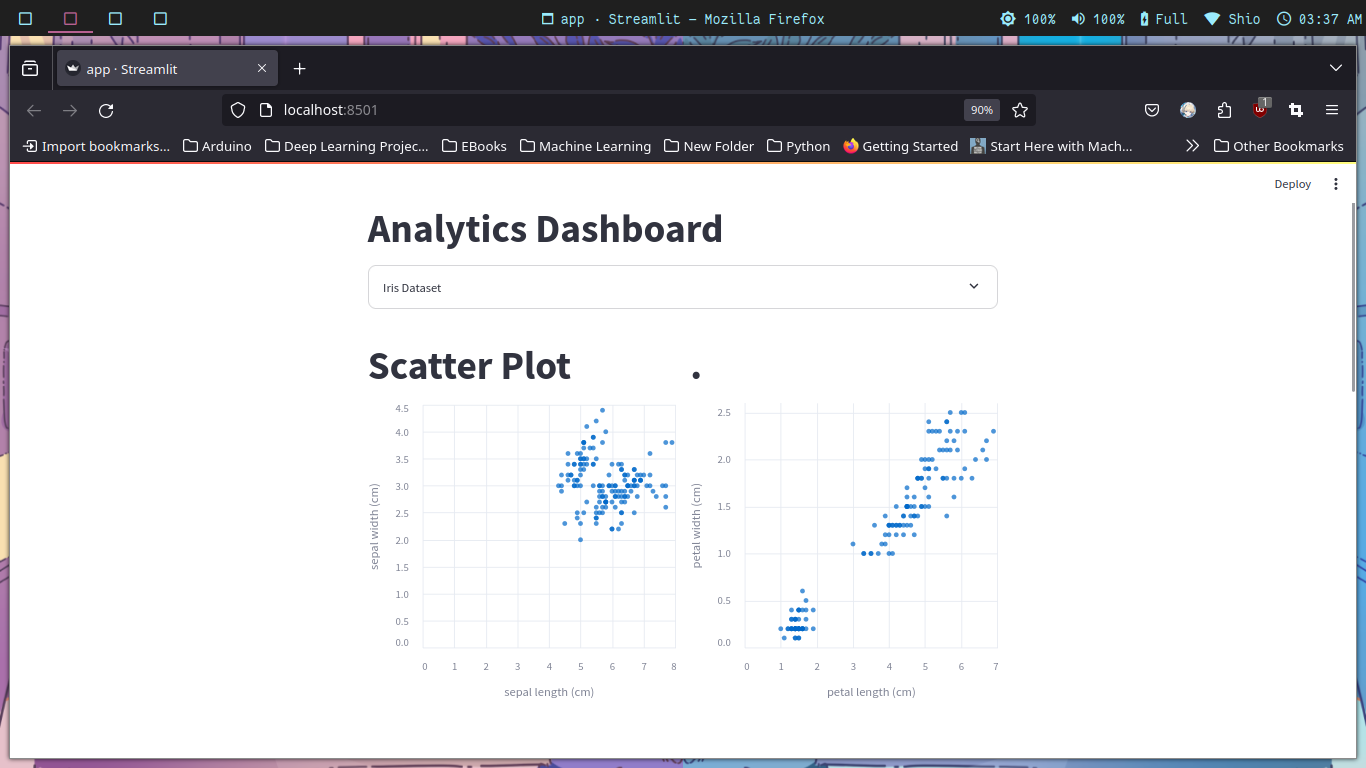 app · Streamlit — Mozilla Firefox
100%
100%
Full
Shio
03:37 AM
app · Streamlit
localhost:8501
90%
1
Import bookmarks...
Arduino
Deep Learning Projec...
EBooks
Machine Learning
New Folder
Python
Getting Started
Start Here with Mach...
Other Bookmarks
Deploy
Analytics Dashboard
Iris Dataset
Scatter Plot .
4.5
4.0
3.5
3.0
2.5
2.0
1.5
1.0
0.5
0.0
sepal width (cm)
0 1 2 3 4 5 6 7 8
sepal length (cm)
2.5
2.0
1.5
1.0
0.5
0.0
petal width (cm)
0 1 2 3 4 5 6 7
petal length (cm)